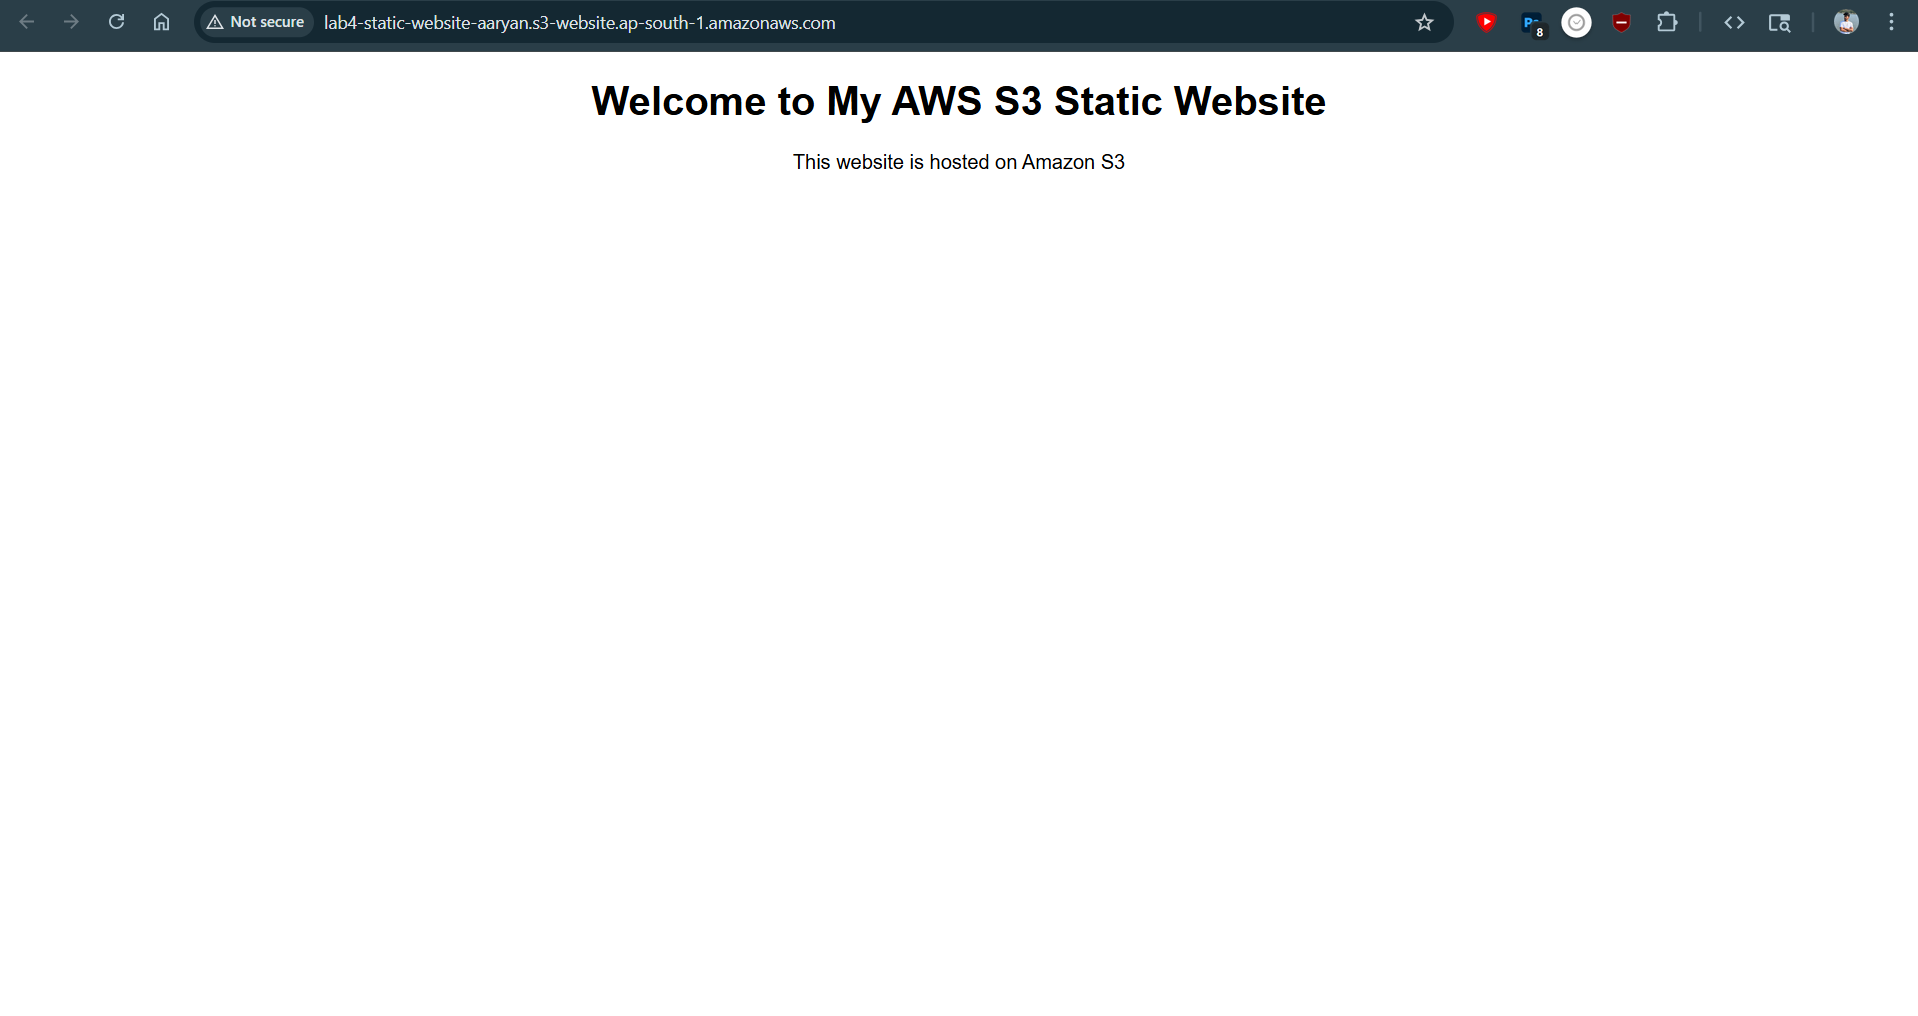 Not secure
lab4-static-website-aaryan.s3-website.ap-south-1.amazonaws.com
8
Welcome to My AWS S3 Static Website
This website is hosted on Amazon S3